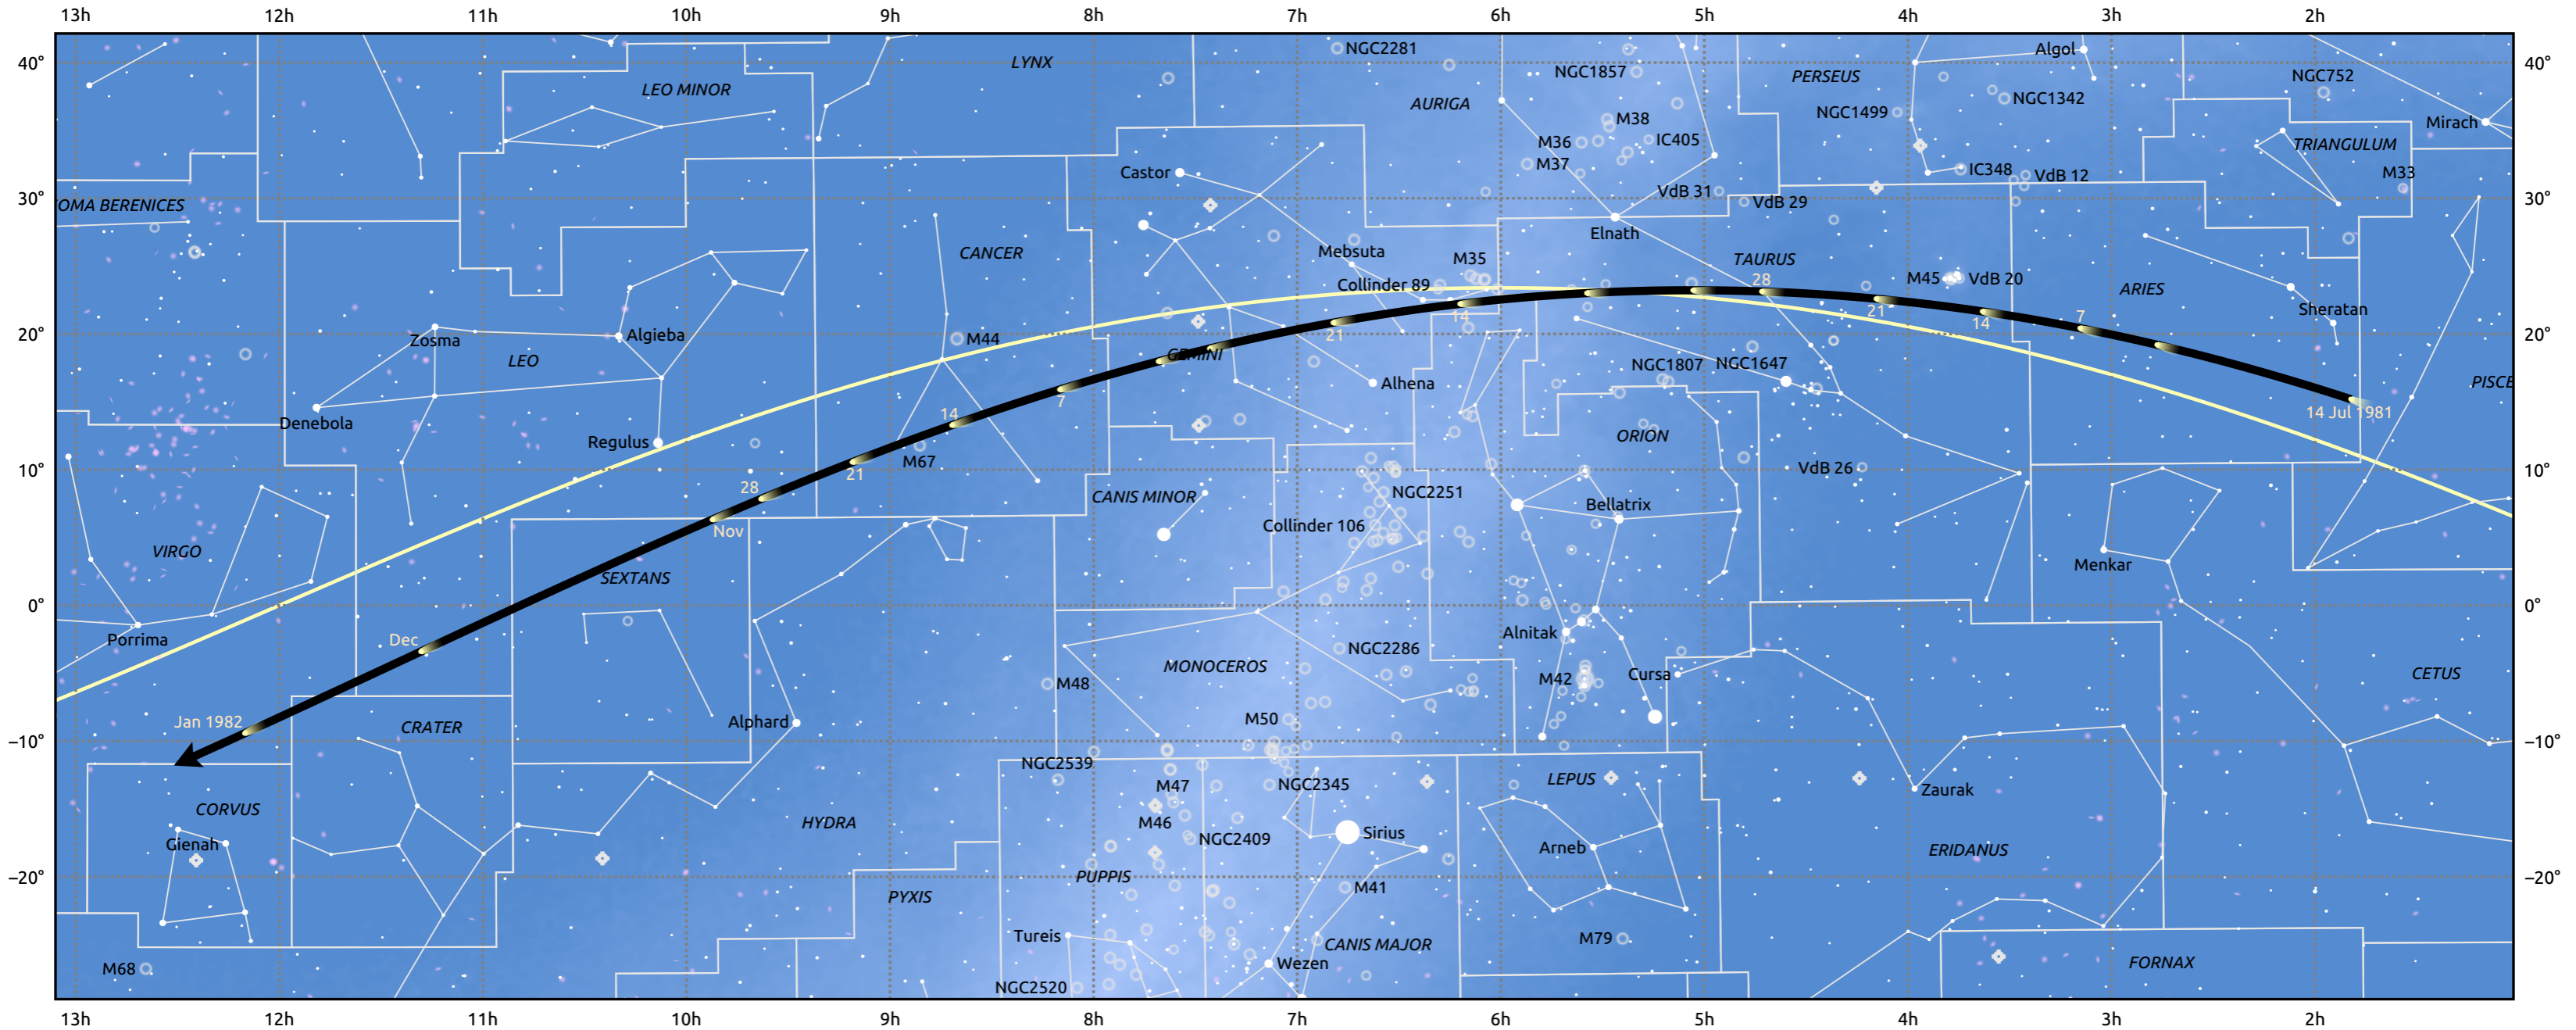 13h 12h 11h 10h 9h 8h 7h 6h 5h 4h 3h 2h
NGC2281
Algol
LYNX
40°
40°
NGC1857
PERSEUS
NGC752
LEO MINOR
AURIGA
NGC1342
NGC1499
M38
Mirach
M36
IC405
TRIANGULUM
M37
Castor
IC348
VdB 12
M33
VdB 31
30°
30°
OMA BERENICES
VdB 29
Elnath
CANCER
Mebsuta
M35
TAURUS
Collinder 89
28
M45
VdB 20
ARIES
14
21
14
7
Sheratan
20°
20°
Zosma
Algieba
M44
21
LEO
GEMINI
NGC1807
NGC1647
Alhena
PISCE
7
14
14 Jul 1981
Denebola
Regulus
ORION
M67
10°
10°
21
VdB 26
28
CANIS MINOR
NGC2251
Bellatrix
Nov
Collinder 106
VIRGO
Menkar
SEXTANS
0°
0°
Porrima
Dec
Alnitak
NGC2286
MONOCEROS
Cursa
CETUS
M48
M42
Jan 1982
Alphard
M50
CRATER
−10°
−10°
NGC2539
LEPUS
M47
NGC2345
Zaurak
CORVUS
M46
HYDRA
Sirius
Gienah
NGC2409
Arneb
ERIDANUS
−20°
−20°
PUPPIS
M41
PYXIS
Tureis
CANIS MAJOR
M79
M68
Wezen
FORNAX
NGC2520
13h 12h 11h 10h 9h 8h 7h 6h 5h 4h 3h 2h